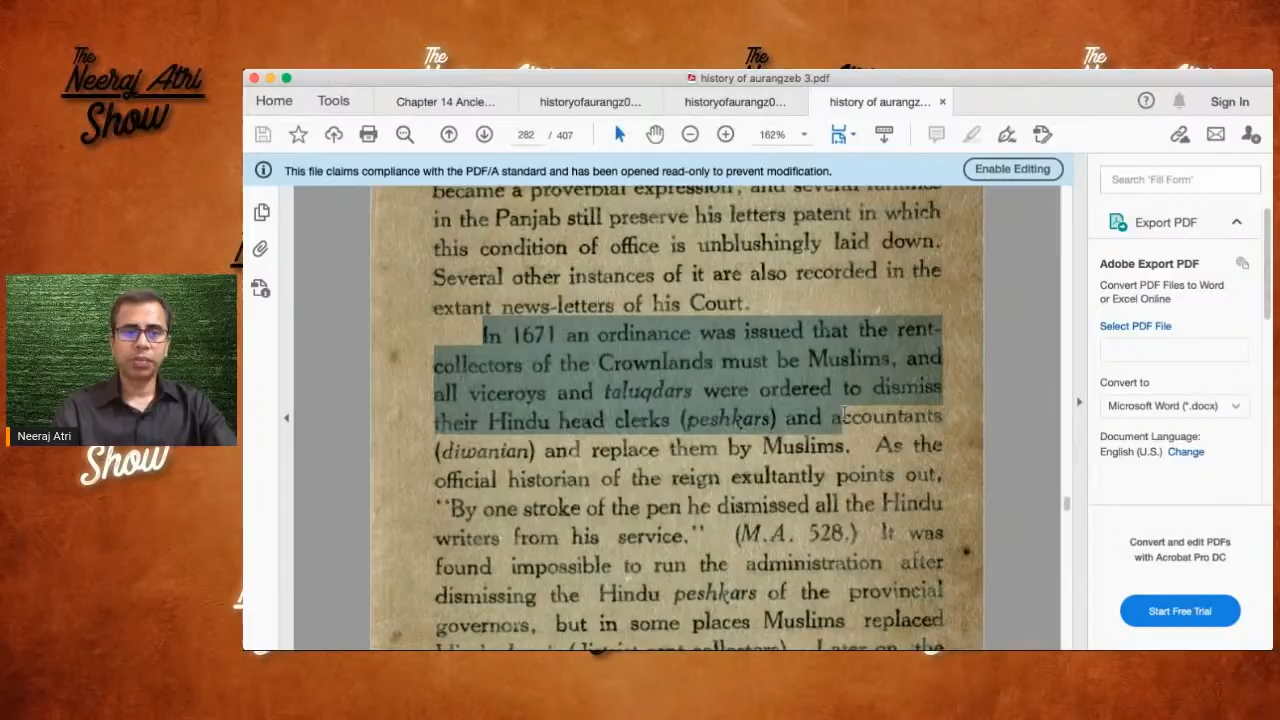 The
Neeraj Atri
Show
The
The
The
history of aurangzeb 3.pdf
Home
Tools
Chapter 14 Ancie...
historyofaurangz0...
historyofaurangz0...
history of aurangz...
Sign In
282 / 407
162%
This file claims compliance with the PDF/A standard and has been opened read-only to prevent modification.
Enable Editing
became a proverbial expression, and several
in the Panjab still preserve his letters patent in which
this condition of office is unblushingly laid down.
Several other instances of it are also recorded in the
extant news-letters of his Court.
In 1671 an ordinance was issued that the rent-
collectors of the Crownlands must be Muslims, and
all viceroys and taluqdars were ordered to dismiss
their Hindu head clerks (peshkars) and accountants
(diwanian) and replace them by Muslims. As the
official historian of the reign exultantly points out,
"By one stroke of the pen he dismissed all the Hindu
writers from his service." (M.A. 528.) It was
found impossible to run the administration after
dismissing the Hindu peshkars of the provincial
governors, but in some places Muslims replaced
Search 'Fill Form'
Export PDF
Adobe Export PDF
Convert PDF Files to Word
or Excel Online
Select PDF File
Convert to
Microsoft Word (*.docx)
Document Language:
English (U.S.) Change
Convert and edit PDFs
with Acrobat Pro DC
Start Free Trial
Neeraj Atri
Show